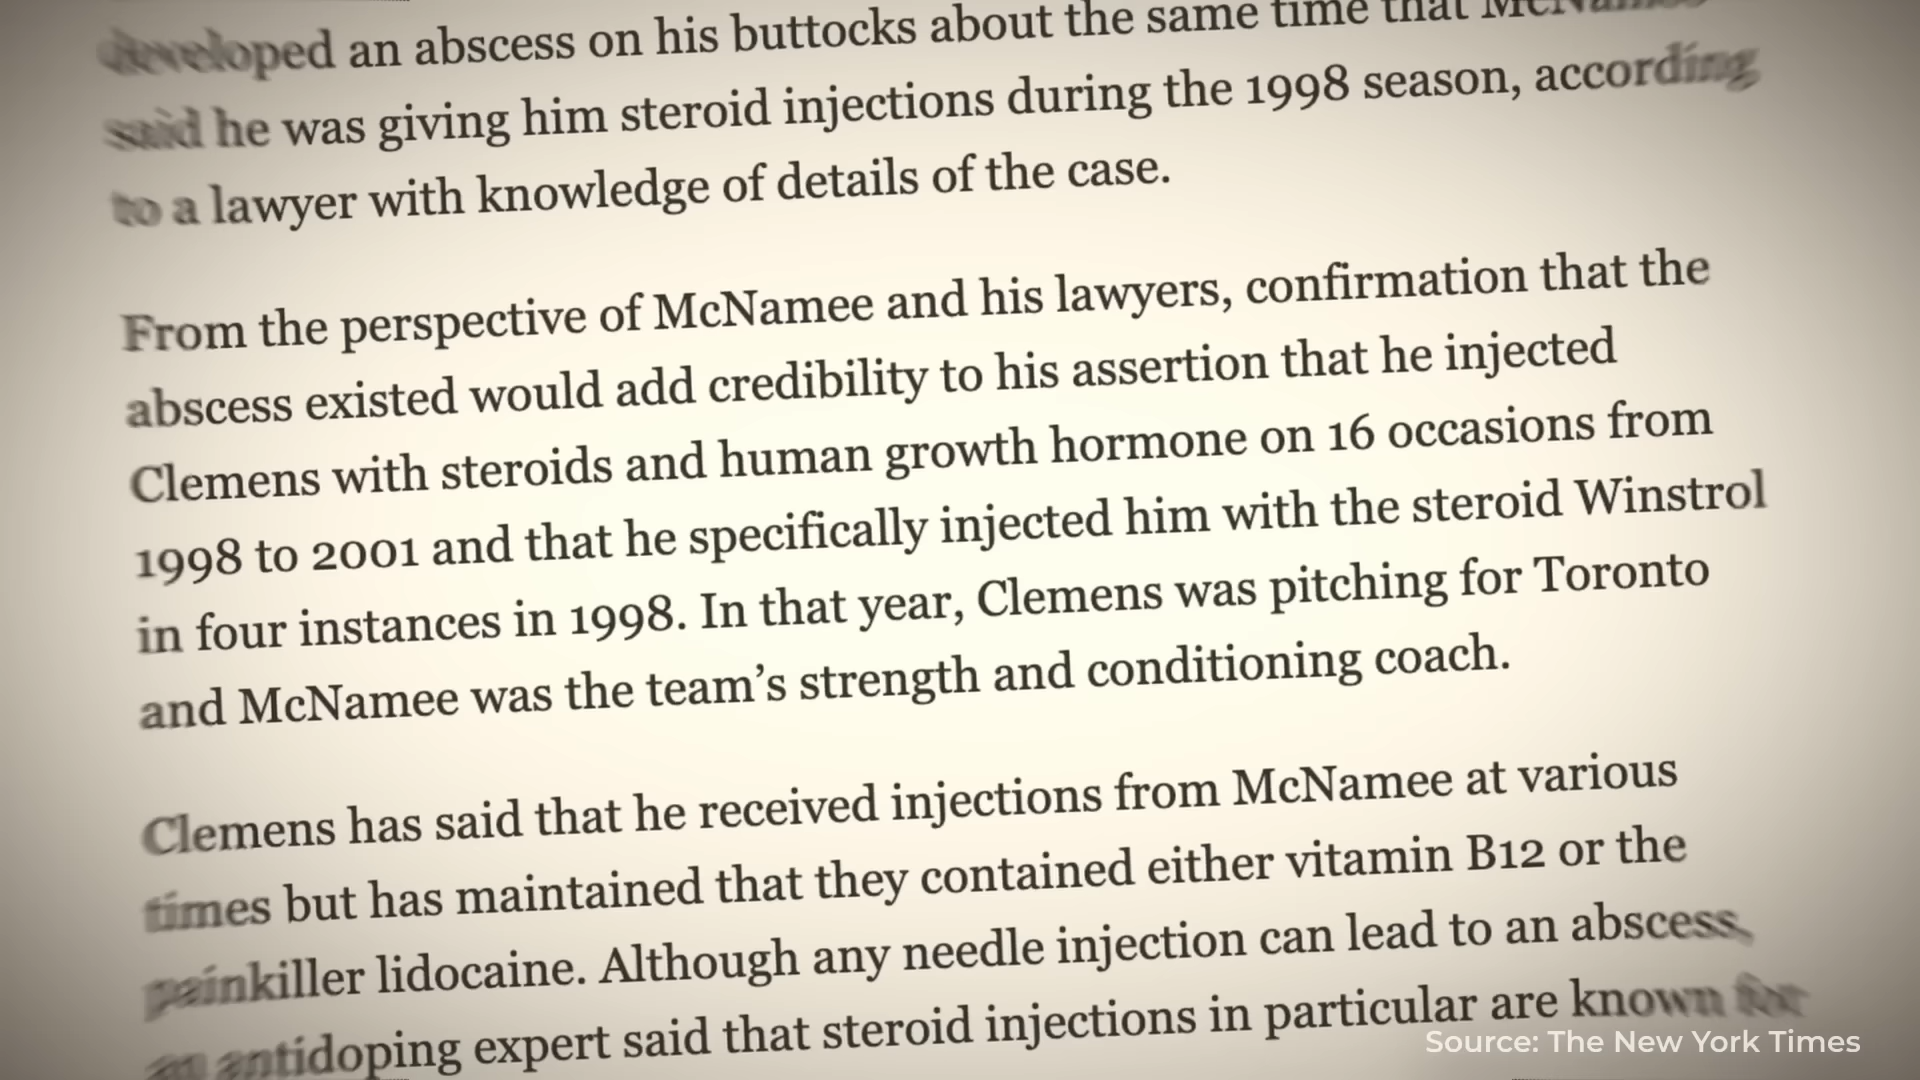 developed an abscess on his buttocks about the same time that McNamee
said he was giving him steroid injections during the 1998 season, according
to a lawyer with knowledge of details of the case.
From the perspective of McNamee and his lawyers, confirmation that the
abscess existed would add credibility to his assertion that he injected
Clemens with steroids and human growth hormone on 16 occasions from
1998 to 2001 and that he specifically injected him with the steroid Winstrol
in four instances in 1998. In that year, Clemens was pitching for Toronto
and McNamee was the team’s strength and conditioning coach.
Clemens has said that he received injections from McNamee at various
times but has maintained that they contained either vitamin B12 or the
painkiller lidocaine. Although any needle injection can lead to an abscess,
an antidoping expert said that steroid injections in particular are known for
Source: The New York Times